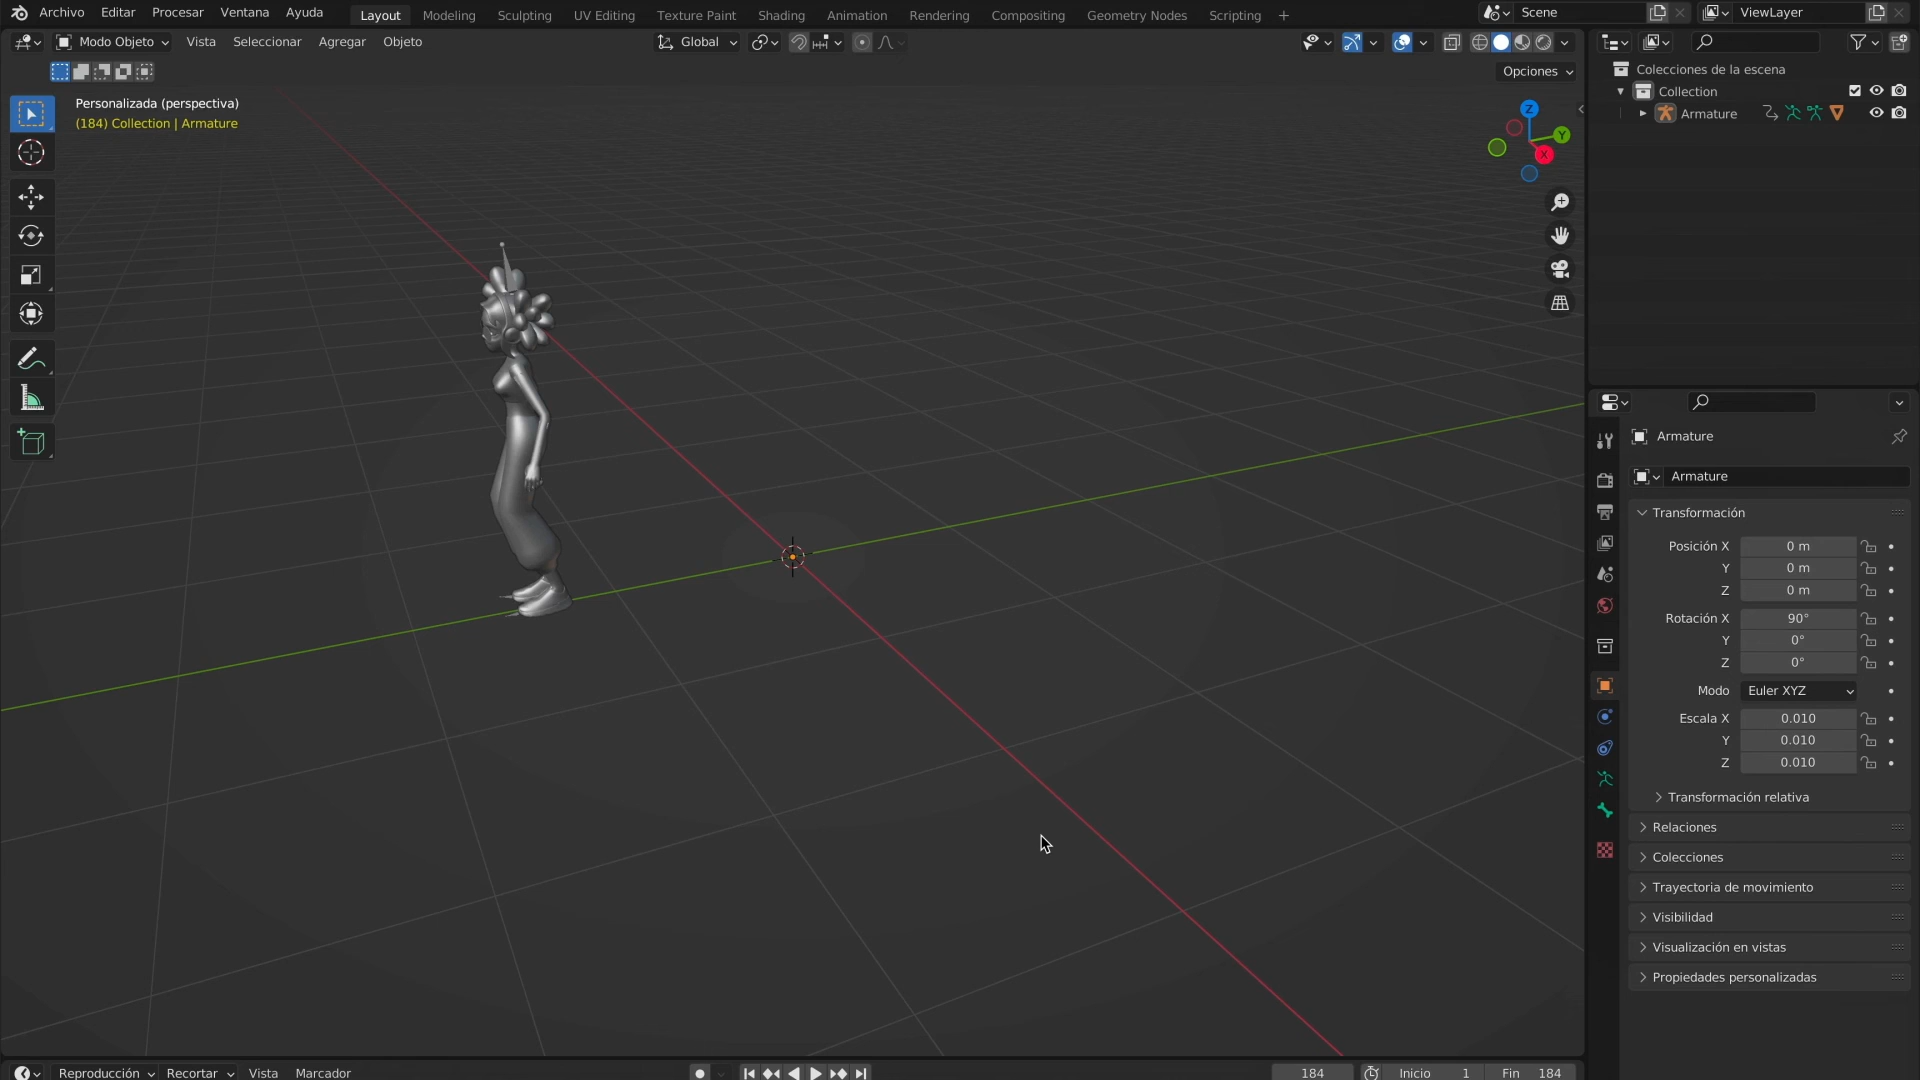 Archivo Editar Procesar Ventana Ayuda Layout Modeling Sculpting UV Editing Texture Paint Shading Animation Rendering Compositing Geometry Nodes Scripting + Scene ViewLayer
Modo Objeto Vista Seleccionar Agregar Objeto Global
Opciones
Personalizada (perspectiva)
(184) Collection | Armature
Z
Y
X
Colecciones de la escena
Collection
Armature
Armature
Armature
Transformación
Posición X 0 m
Y 0 m
Z 0 m
Rotación X 90°
Y 0°
Z 0°
Modo Euler XYZ
Escala X 0.010
Y 0.010
Z 0.010
Transformación relativa
Relaciones
Colecciones
Trayectoria de movimiento
Visibilidad
Visualización en vistas
Propiedades personalizadas
Reproducción Recortar Vista Marcador 184 Inicio 1 Fin 184